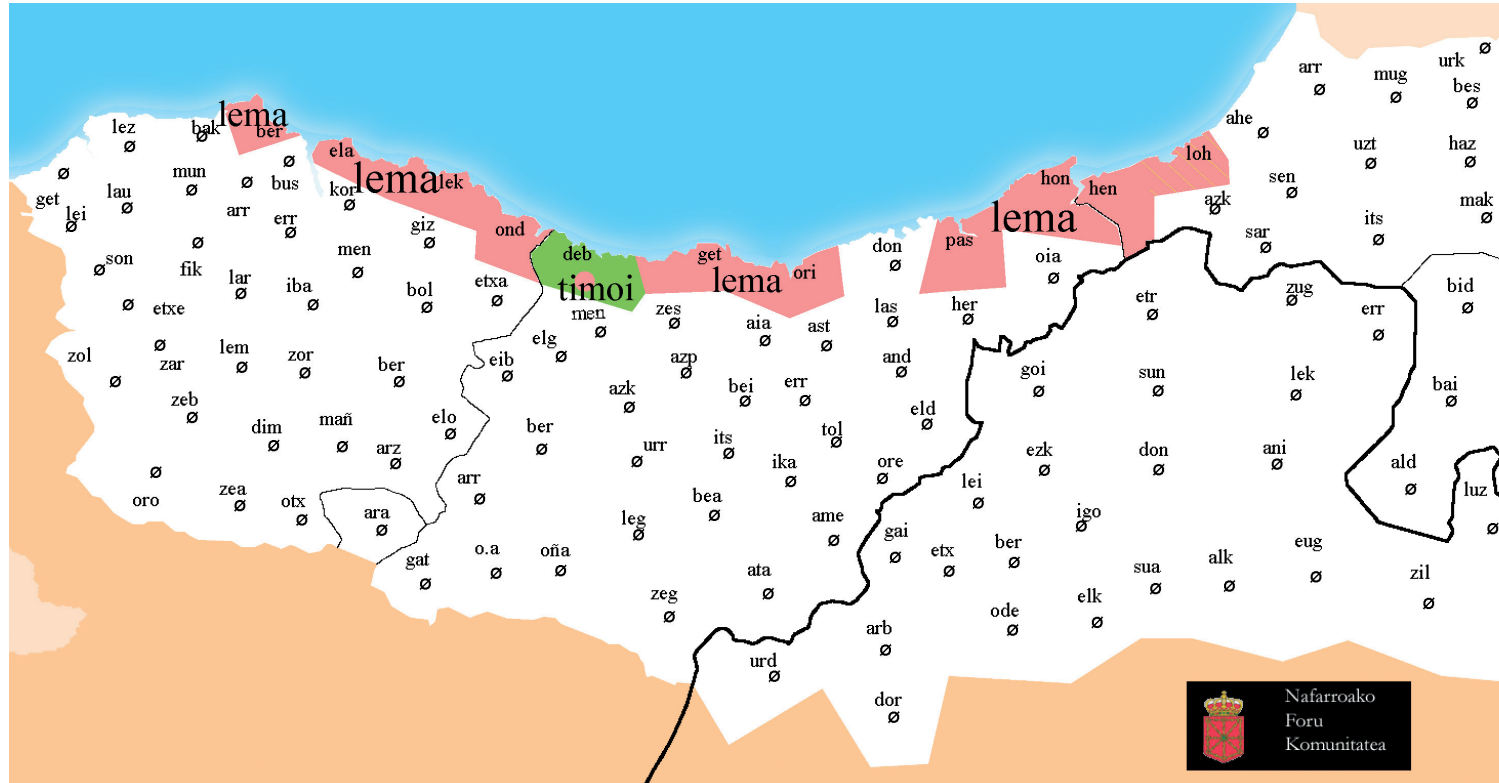 urk
arr
mug
bes
lema
ahe
lez
bak
ber
uzt
haz
loh
ela
lema
lek
hon
hen
sen
get
lau
mun
bus
kor
lema
azk
mak
lei
arr
err
giz
ond
pas
its
don
sar
deb
get
ori
oia
son
fik
lar
men
iba
bol
etxa
timoi
lema
etr
zug
bid
err
etxe
men
zes
aia
ast
las
her
zol
zar
lem
zor
ber
eib
elg
azp
and
goi
sun
lek
bai
zeb
azk
bei
err
eld
dim
mañ
arz
elo
ber
urr
its
tol
ika
ore
ezk
don
ani
ald
oro
zea
otx
ara
arr
leg
bea
ame
lei
igo
luz
gat
o.a
oña
zeg
ata
gai
etx
ber
sua
alk
eug
zil
urd
arb
ode
elk
dor
Nafarroako
Foru
Komunitatea